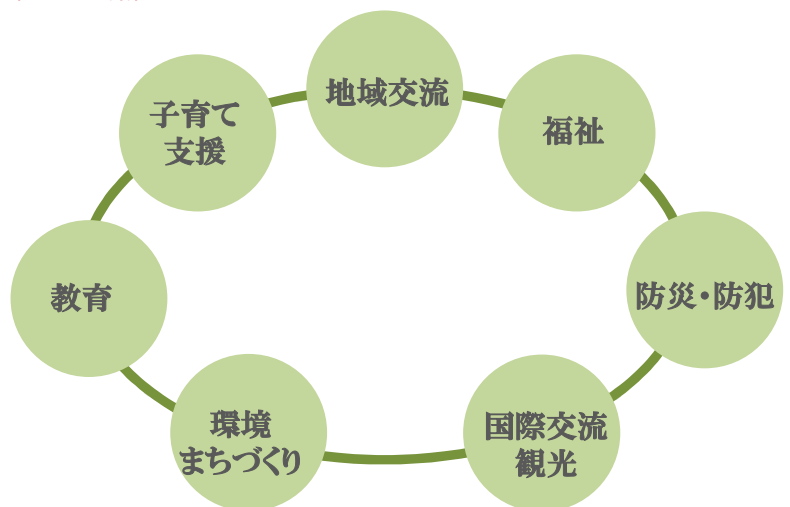 地域交流
子育て
支援
福祉
教育
防災・防犯
環境
まちづくり
国際交流
観光